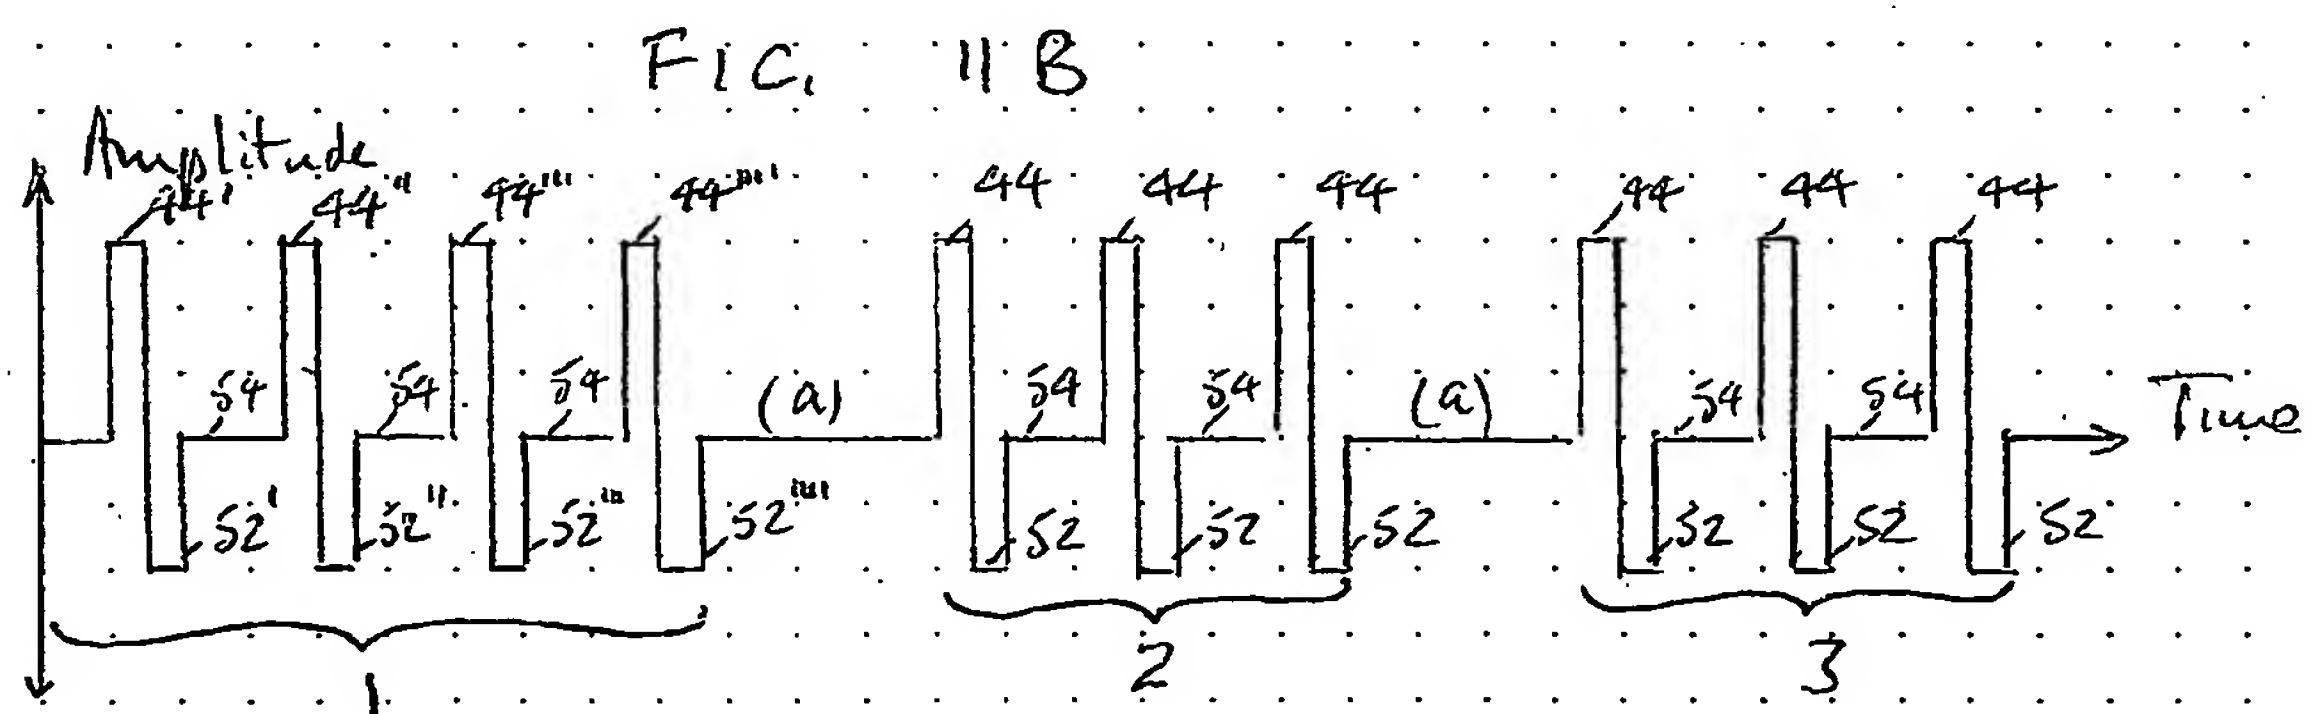 FIG. 11B
Amplitude
44' 44" 44''' 44'''' 44 44 44 44 44 44
54 54 54 (a) 54 54 (a) 54 54 Time
52' 52" 52''' 52'''' 52 52 52 52 52 52
1 2 3